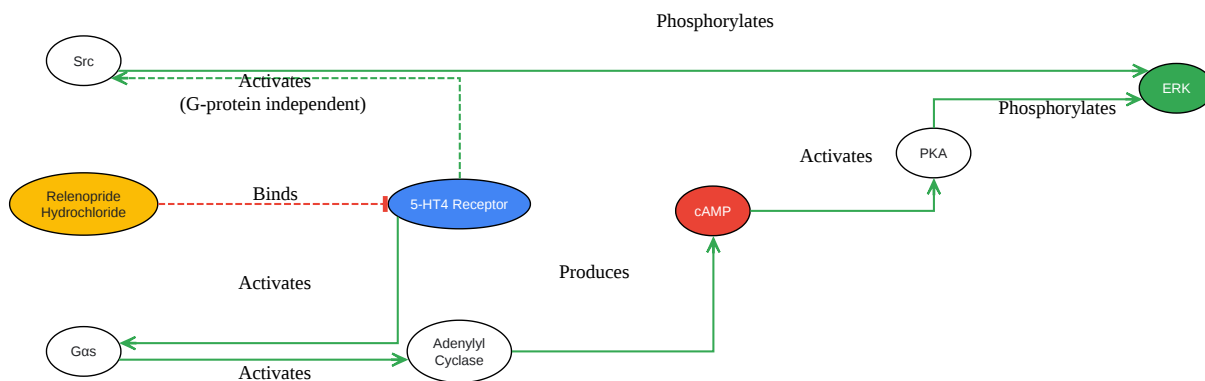 Phosphorylates
Src
Activates
(G-protein independent)
ERK
Phosphorylates
Activates
PKA
Relenopride
Hydrochloride
Binds
5-HT4 Receptor
cAMP
Produces
Activates
Gαs
Adenylyl
Cyclase
Activates